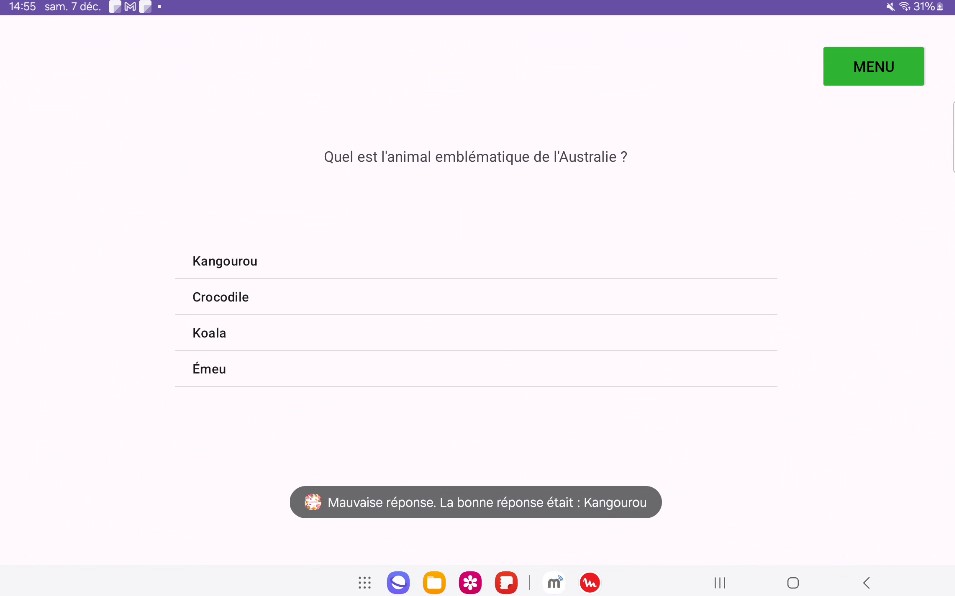 14:55 sam. 7 déc.
31%
MENU
Quel est l'animal emblématique de l'Australie ?
Kangourou
Crocodile
Koala
Émeu
Mauvaise réponse. La bonne réponse était : Kangourou